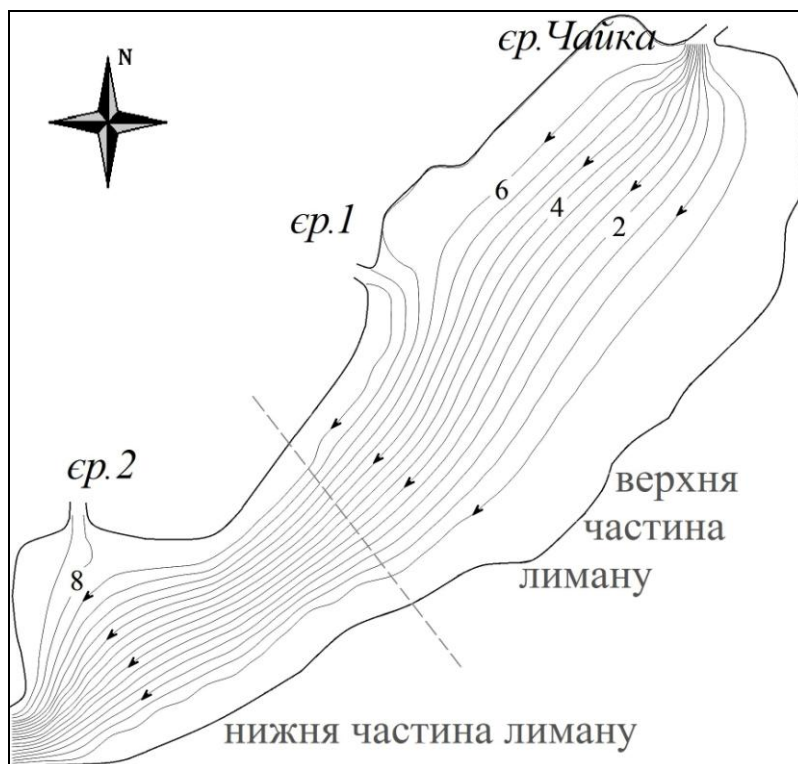 єр.Чайка
N
6
4
2
єр.1
єр.2
8
верхня
частина
лиману
нижня частина лиману